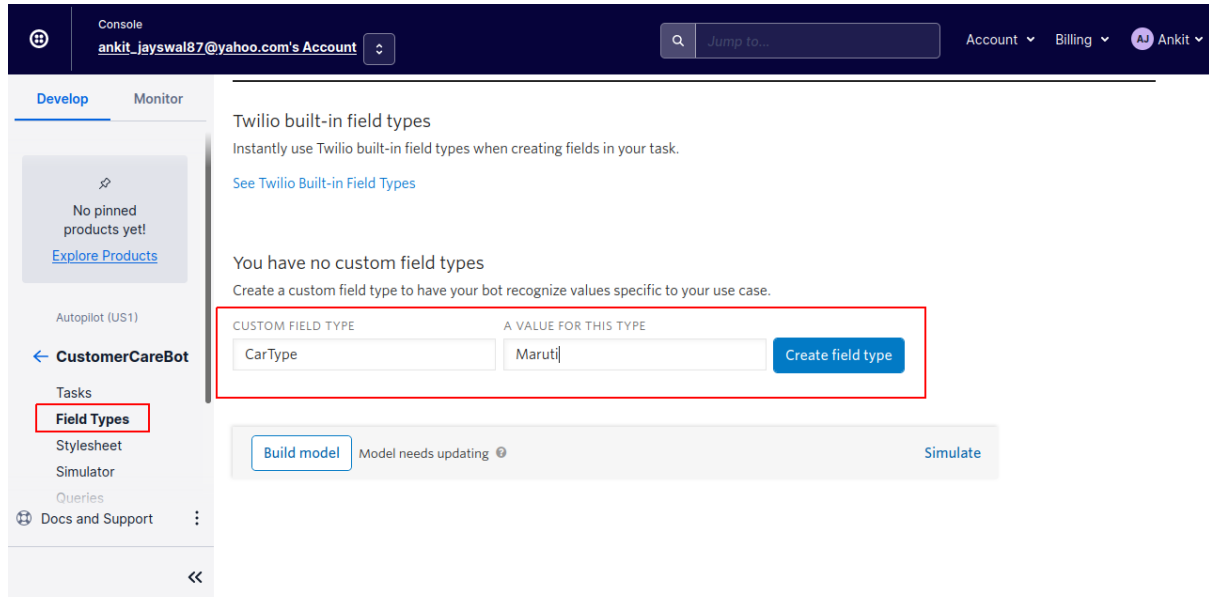 Console
ankit_jayswal87@yahoo.com's Account
Jump to...
Account
Billing
AJ Ankit
Develop Monitor
No pinned
products yet!
Explore Products
Autopilot (US1)
CustomerCareBot
Tasks
Field Types
Stylesheet
Simulator
Queries
Docs and Support
Twilio built-in field types
Instantly use Twilio built-in field types when creating fields in your task.
See Twilio Built-in Field Types
You have no custom field types
Create a custom field type to have your bot recognize values specific to your use case.
CUSTOM FIELD TYPE A VALUE FOR THIS TYPE
CarType Maruti Create field type
Build model Model needs updating ? Simulate